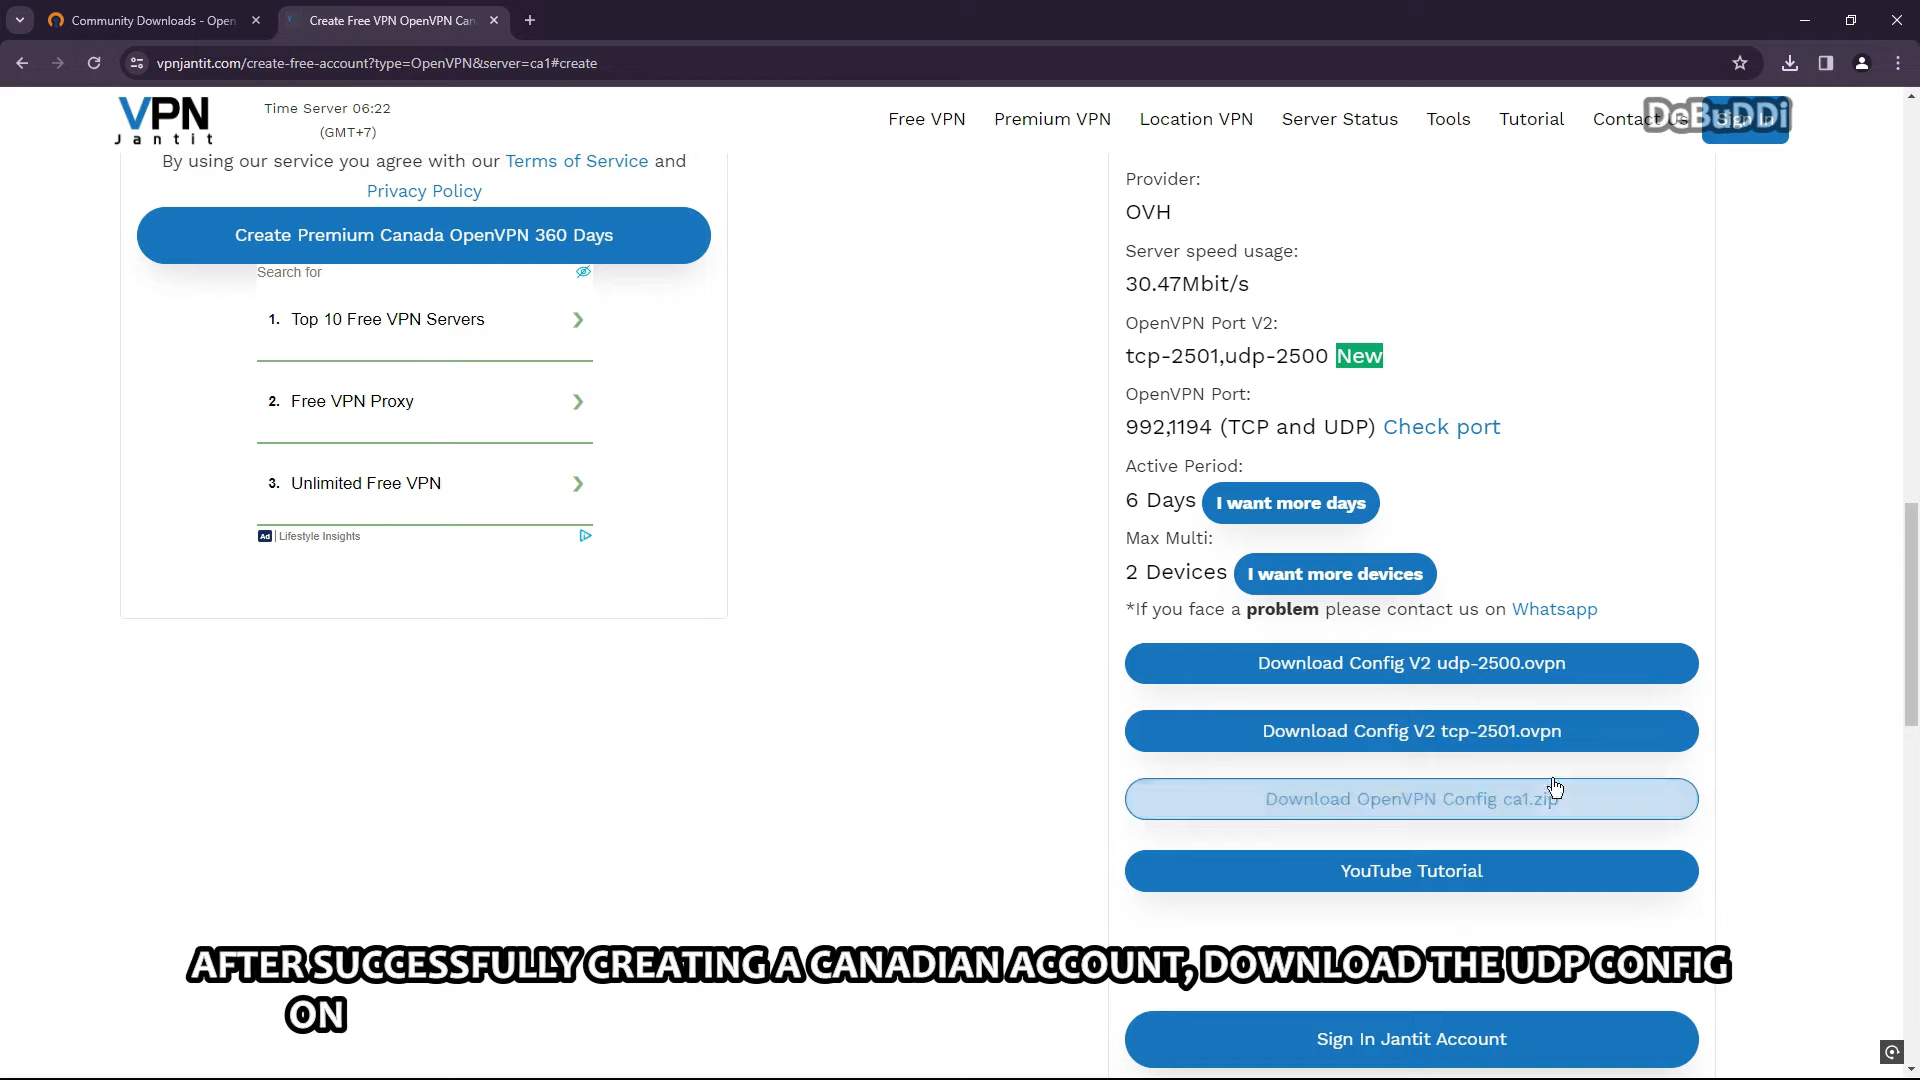 Community Downloads - Open
Create Free VPN OpenVPN Can
vpnjantit.com/create-free-account?type=OpenVPN&server=ca1#create
VPN
Jantit
Time Server 06:22
(GMT+7)
Free VPN
Premium VPN
Location VPN
Server Status
Tools
Tutorial
Contact Us
Sign In
DeBuDDi
By using our service you agree with our Terms of Service and
Privacy Policy
Create Premium Canada OpenVPN 360 Days
Search for
1. Top 10 Free VPN Servers
2. Free VPN Proxy
3. Unlimited Free VPN
Ad | Lifestyle Insights
Provider:
OVH
Server speed usage:
30.47Mbit/s
OpenVPN Port V2:
tcp-2501,udp-2500 New
OpenVPN Port:
992,1194 (TCP and UDP) Check port
Active Period:
6 Days I want more days
Max Multi:
2 Devices I want more devices
*If you face a problem please contact us on Whatsapp
Download Config V2 udp-2500.ovpn
Download Config V2 tcp-2501.ovpn
Download OpenVPN Config ca1.zip
YouTube Tutorial
AFTER SUCCESSFULLY CREATING A CANADIAN ACCOUNT, DOWNLOAD THE UDP CONFIG
ON
Sign In Jantit Account